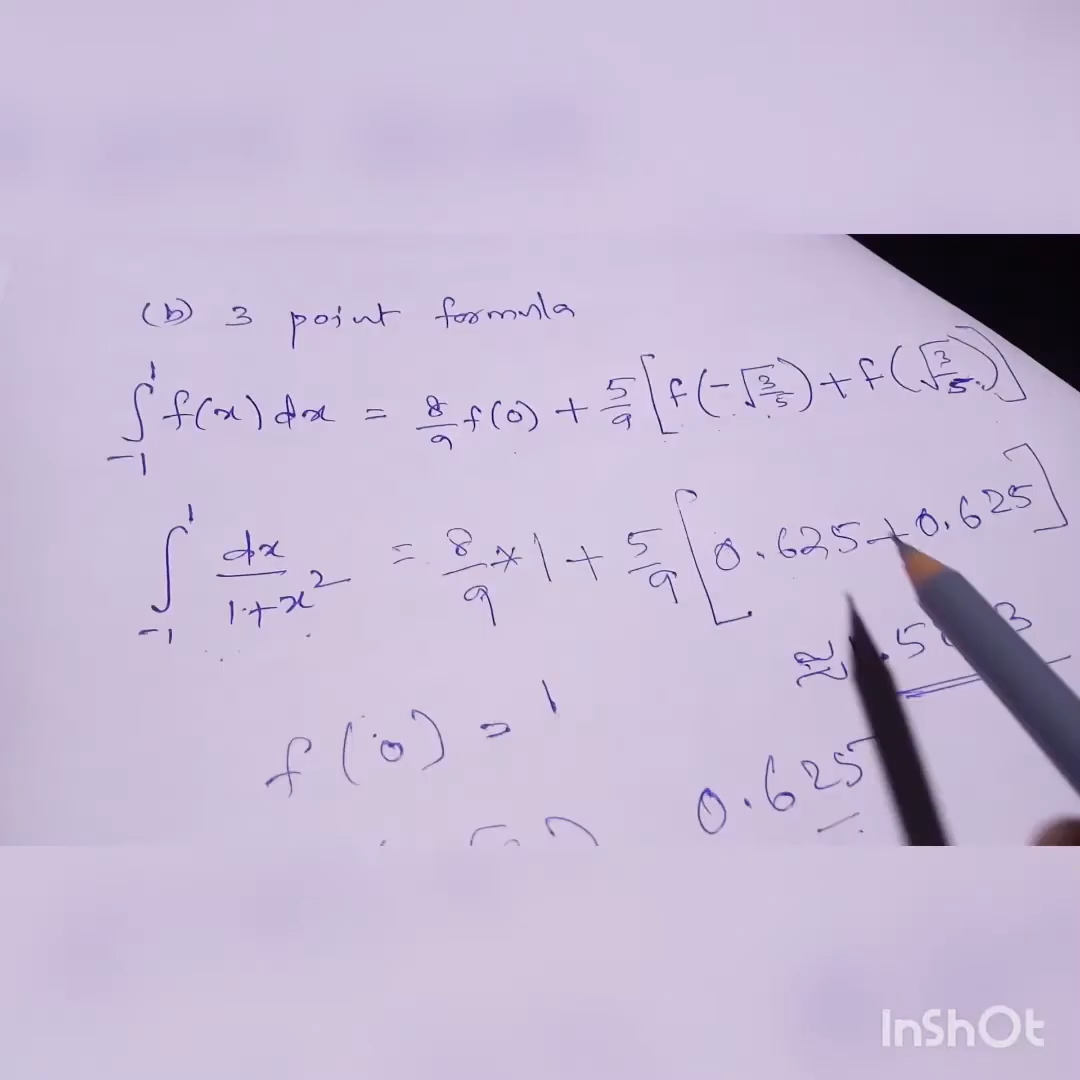 (b) 3 point formula
∫₋₁¹ f(x) dx = 8/9 f(0) + 5/9 [f(-√3/5) + f(√3/5)]
∫₋₁¹ dx/1+x² = 8/9 × 1 + 5/9 [0.625 + 0.625]
≈
f(0) = 1
0.625
InShOt